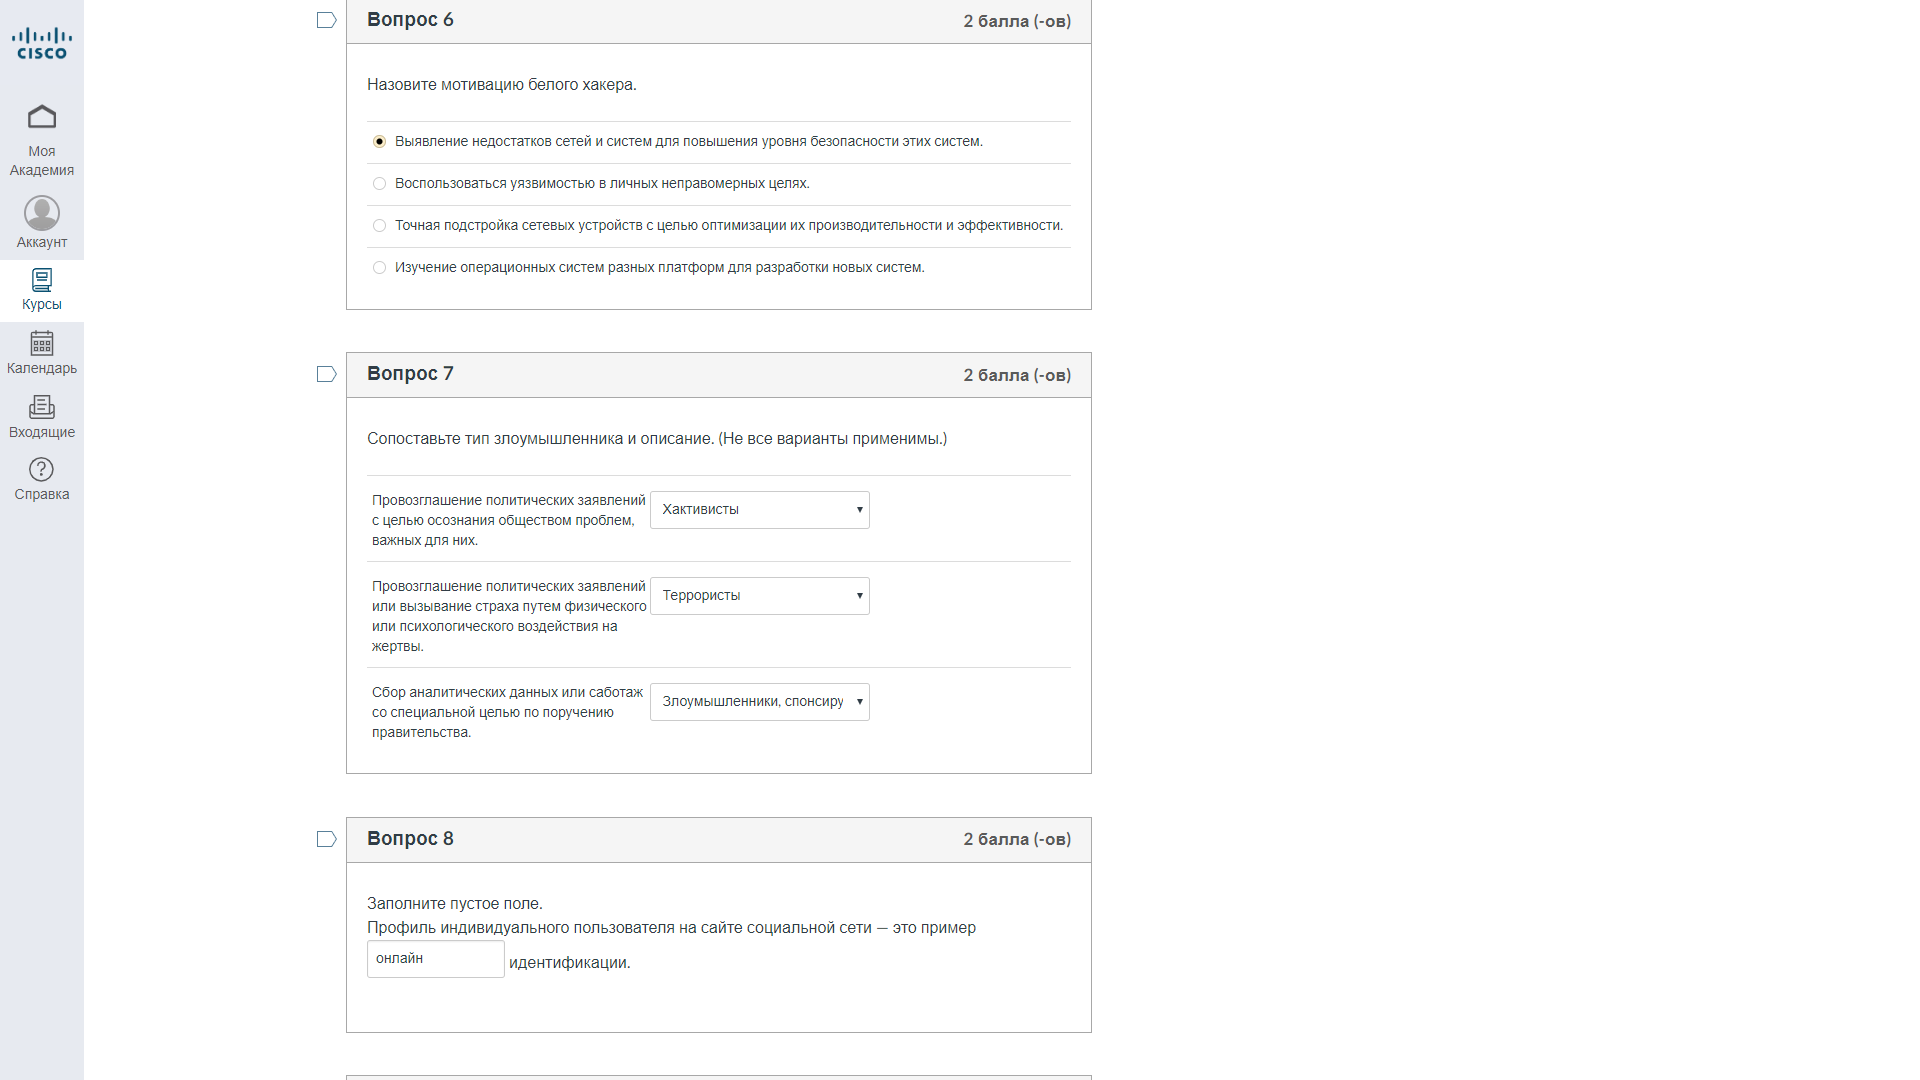 CISCO
Моя
Академия
Аккаунт
Курсы
Календарь
Входящие
Справка
Вопрос 6
2 балла (-ов)
Назовите мотивацию белого хакера.
Выявление недостатков сетей и систем для повышения уровня безопасности этих систем.
Воспользоваться уязвимостью в личных неправомерных целях.
Точная подстройка сетевых устройств с целью оптимизации их производительности и эффективности.
Изучение операционных систем разных платформ для разработки новых систем.
Вопрос 7
2 балла (-ов)
Сопоставьте тип злоумышленника и описание. (Не все варианты применимы.)
Провозглашение политических заявлений
с целью осознания обществом проблем,
важных для них.
Хактивисты
Провозглашение политических заявлений
или вызывание страха путем физического
или психологического воздействия на
жертвы.
Террористы
Сбор аналитических данных или саботаж
со специальной целью по поручению
правительства.
Злоумышленники, спонсиру
Вопрос 8
2 балла (-ов)
Заполните пустое поле.
Профиль индивидуального пользователя на сайте социальной сети — это пример
онлайн идентификации.